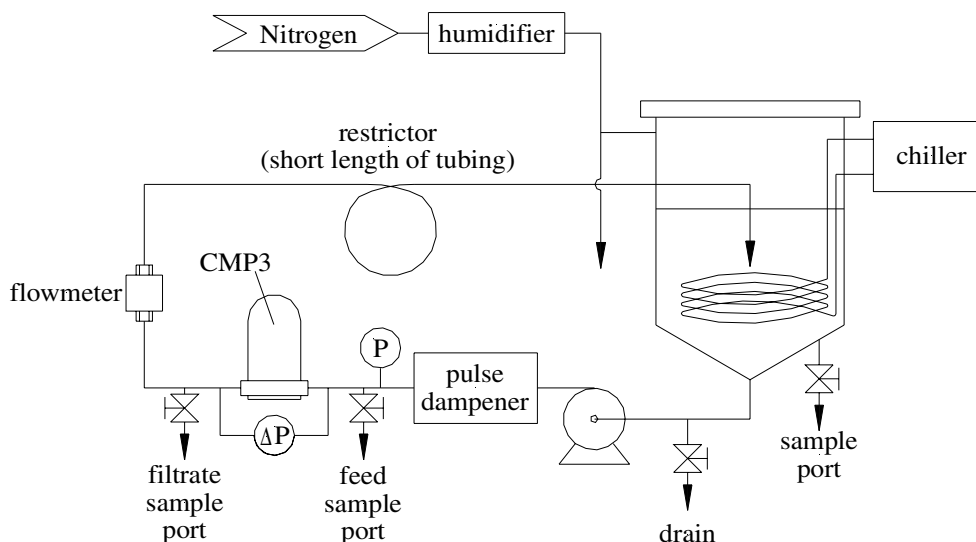 Nitrogen
humidifier
restrictor
(short length of tubing)
chiller
CMP3
flowmeter
P
pulse
dampener
ΔP
filtrate
sample
port
feed
sample
port
sample
port
drain